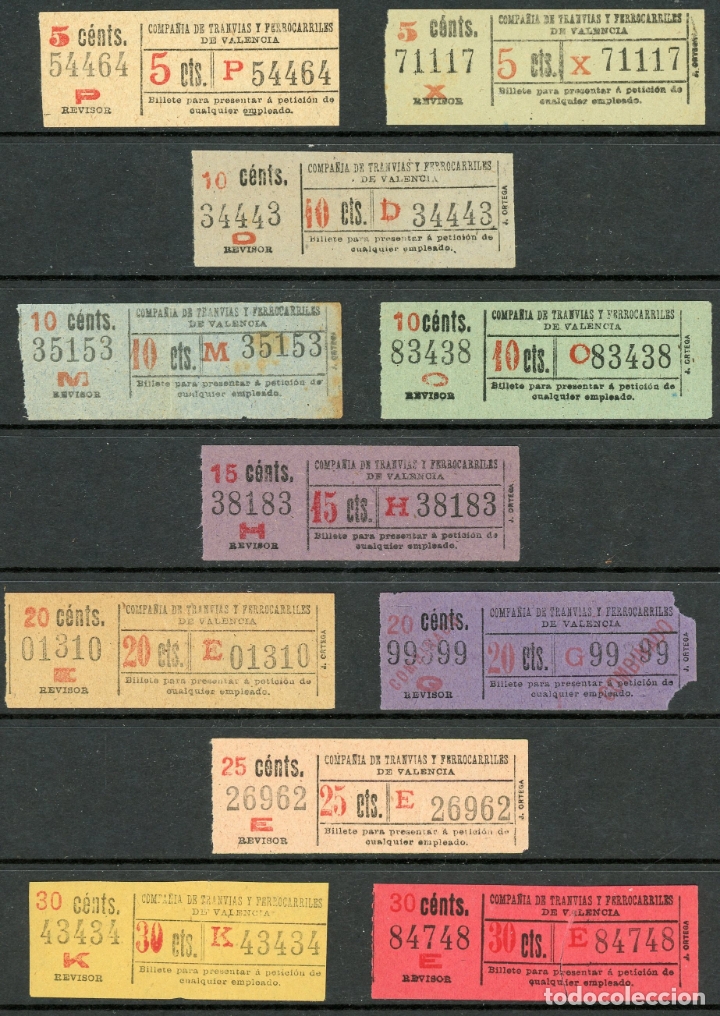 5 cénts.
54464
P
REVISOR
COMPAÑIA DE TRANVIAS Y FERROCARRILES
DE VALENCIA
5 cts. P 54464
Billete para presentar á petición de
cualquier empleado.
5 cénts.
71117
X
REVISOR
COMPAÑIA DE TRANVIAS Y FERROCARRILES
DE VALENCIA
5 cts. X 71117
Billete para presentar á petición de
cualquier empleado.
J. ORTEGA
10 cénts.
34443
D
REVISOR
COMPAÑIA DE TRANVIAS Y FERROCARRILES
DE VALENCIA
10 cts. D 34443
Billete para presentar á petición de
cualquier empleado.
J. ORTEGA
10 cénts.
35153
M
REVISOR
COMPAÑIA DE TRANVIAS Y FERROCARRILES
DE VALENCIA
10 cts. M 35153
Billete para presentar á petición de
cualquier empleado.
J. ORTEGA
10 cénts.
83438
O
REVISOR
COMPAÑIA DE TRANVIAS Y FERROCARRILES
DE VALENCIA
10 cts. O 83438
Billete para presentar á petición de
cualquier empleado.
J. ORTEGA
15 cénts.
38183
H
REVISOR
COMPAÑIA DE TRANVIAS Y FERROCARRILES
DE VALENCIA
15 cts. H 38183
Billete para presentar á petición de
cualquier empleado.
J. ORTEGA
20 cénts.
01310
E
REVISOR
COMPAÑIA DE TRANVIAS Y FERROCARRILES
DE VALENCIA
20 cts. E 01310
Billete para presentar á petición de
cualquier empleado.
J. ORTEGA
20 cénts.
99399
G
REVISOR
COMPAÑIA DE TRANVIAS Y FERROCARRILES
DE VALENCIA
20 cts. G 99399
Billete para presentar á petición de
cualquier empleado.
J. ORTEGA
25 cénts.
26962
E
REVISOR
COMPAÑIA DE TRANVIAS Y FERROCARRILES
DE VALENCIA
25 cts. E 26962
Billete para presentar á petición de
cualquier empleado.
J. ORTEGA
30 cénts.
43434
K
REVISOR
COMPAÑIA DE TRANVIAS Y FERROCARRILES
DE VALENCIA
30 cts. K 43434
Billete para presentar á petición de
cualquier empleado.
30 cénts.
84748
E
REVISOR
COMPAÑIA DE TRANVIAS Y FERROCARRILES
DE VALENCIA
30 cts. E 84748
Billete para presentar á petición de
cualquier empleado.
J. ORTEGA
todocoleccion.net